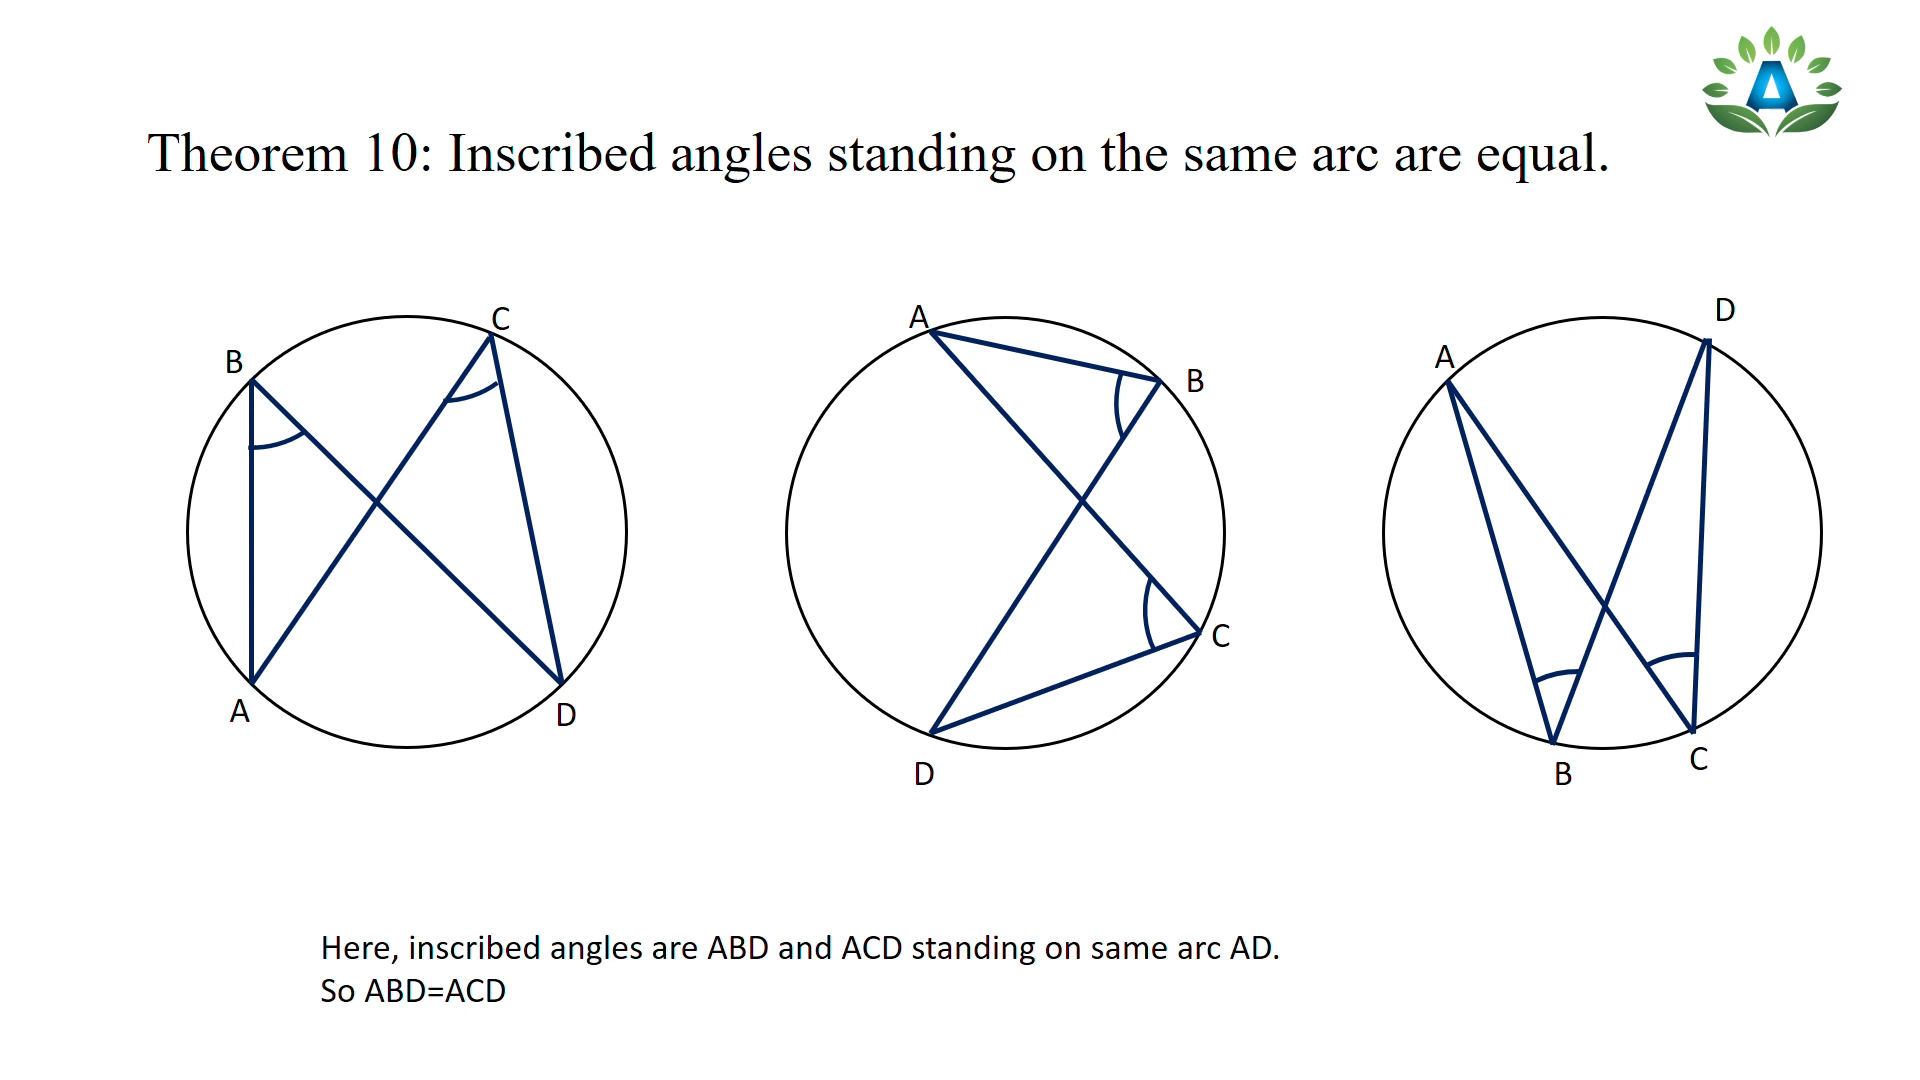 A
Theorem 10: Inscribed angles standing on the same arc are equal.
C
B
A
D
A
B
C
D
D
A
B
C
Here, inscribed angles are ABD and ACD standing on same arc AD.
So ABD=ACD